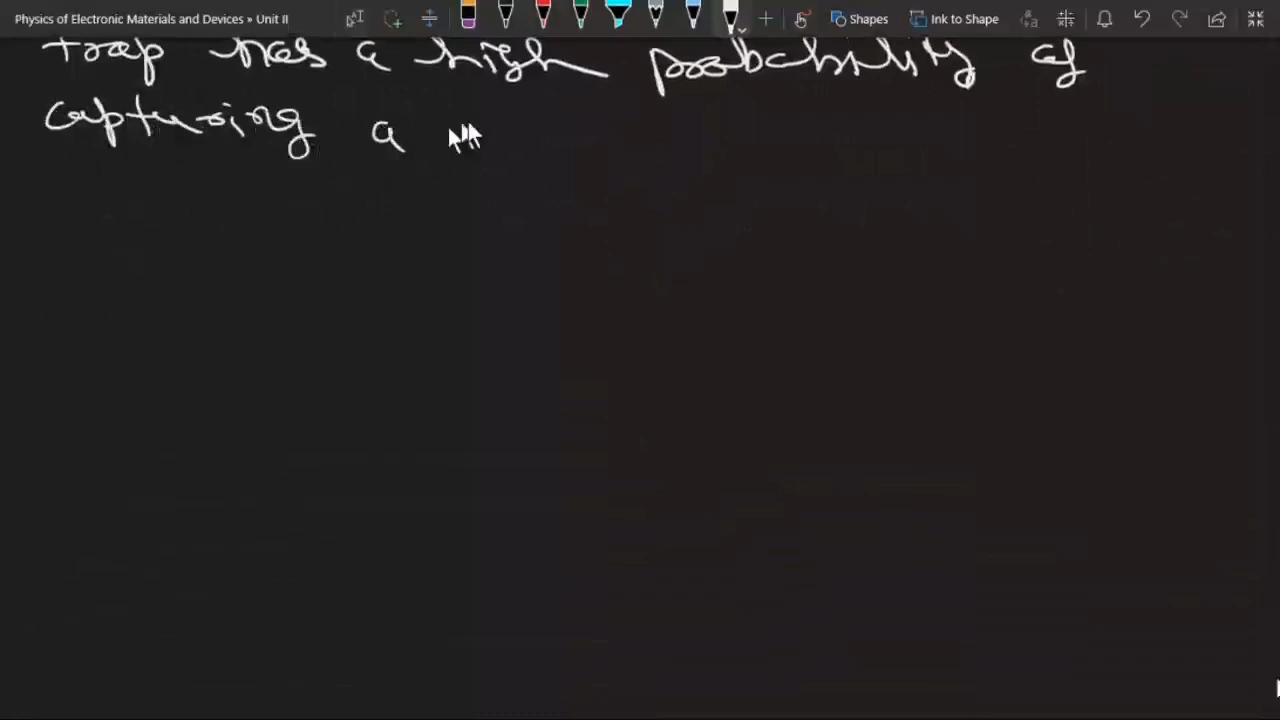 Physics of Electronic Materials and Devices » Unit II
Shapes
Ink to Shape
trap has a high probability of
capturing a